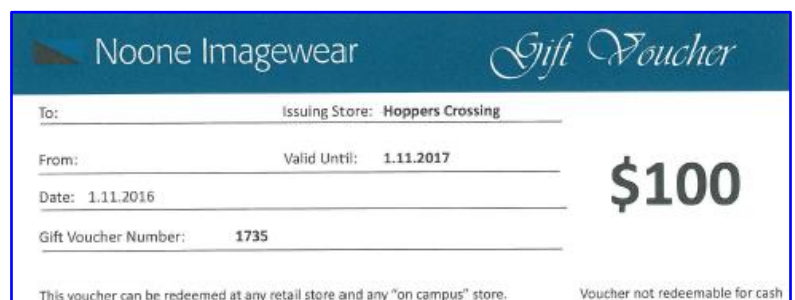 Noone Imagewear Gift Voucher
To: Issuing Store: Hoppers Crossing
From: Valid Until: 1.11.2017
$100
Date: 1.11.2016
Gift Voucher Number: 1735
This voucher can be redeemed at any retail store and any "on campus" store. Voucher not redeemable for cash